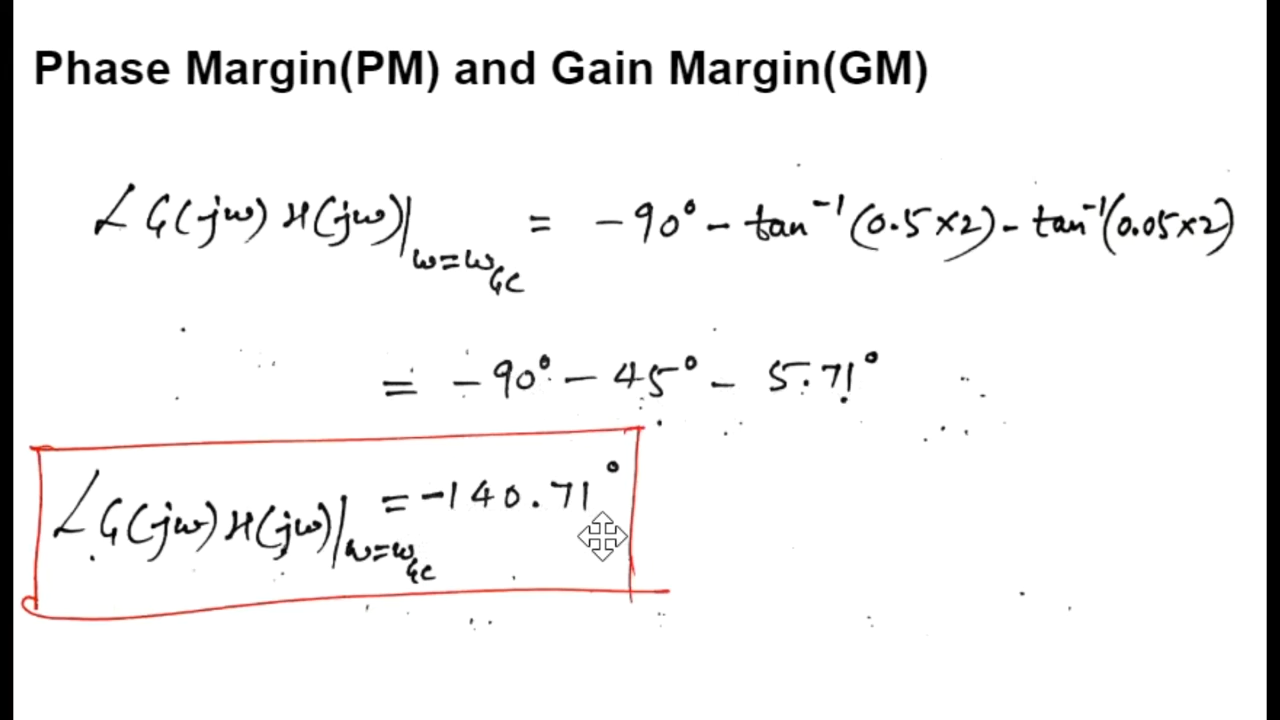 Phase Margin(PM) and Gain Margin(GM)
∠G(jω)H(jω)|ω=ωGC = -90° - tan⁻¹(0.5×2) - tan⁻¹(0.05×2)
= -90° - 45° - 5.71°
∠G(jω)H(jω)|ω=ωGC = -140.71°